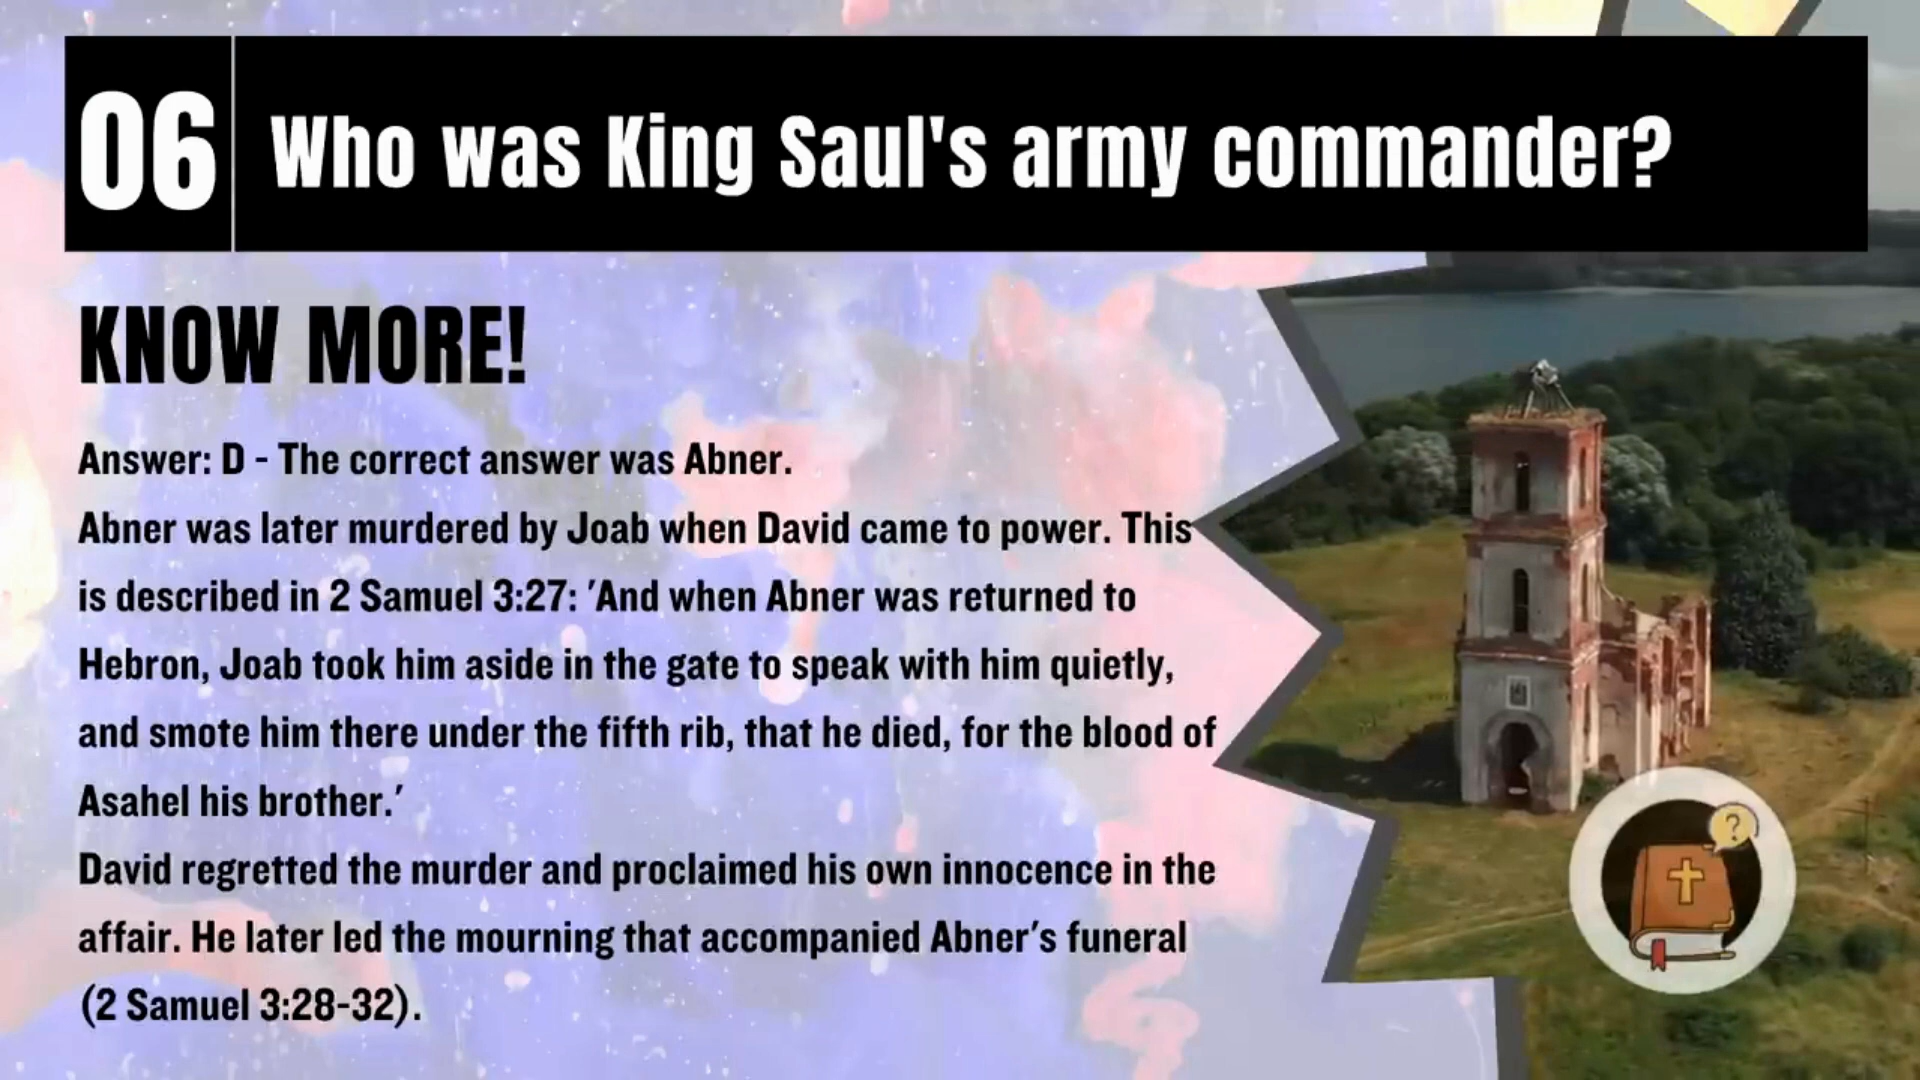 06
Who was King Saul's army commander?
KNOW MORE!
Answer: D - The correct answer was Abner.
Abner was later murdered by Joab when David came to power. This
is described in 2 Samuel 3:27: 'And when Abner was returned to
Hebron, Joab took him aside in the gate to speak with him quietly,
and smote him there under the fifth rib, that he died, for the blood of
Asahel his brother.'
David regretted the murder and proclaimed his own innocence in the
affair. He later led the mourning that accompanied Abner's funeral
(2 Samuel 3:28-32).
?